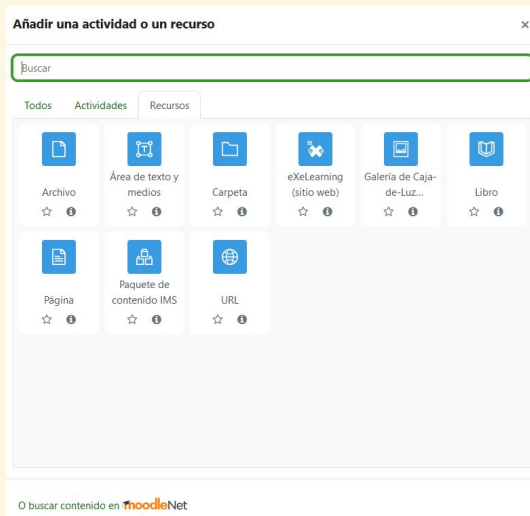 Añadir una actividad o un recurso
Buscar
Todos Actividades Recursos
Archivo
Área de texto y
medios
Carpeta
eXeLearning
(sitio web)
Galería de Caja-
de-Luz...
Libro
Página
Paquete de
contenido IMS
URL
O buscar contenido en moodleNet